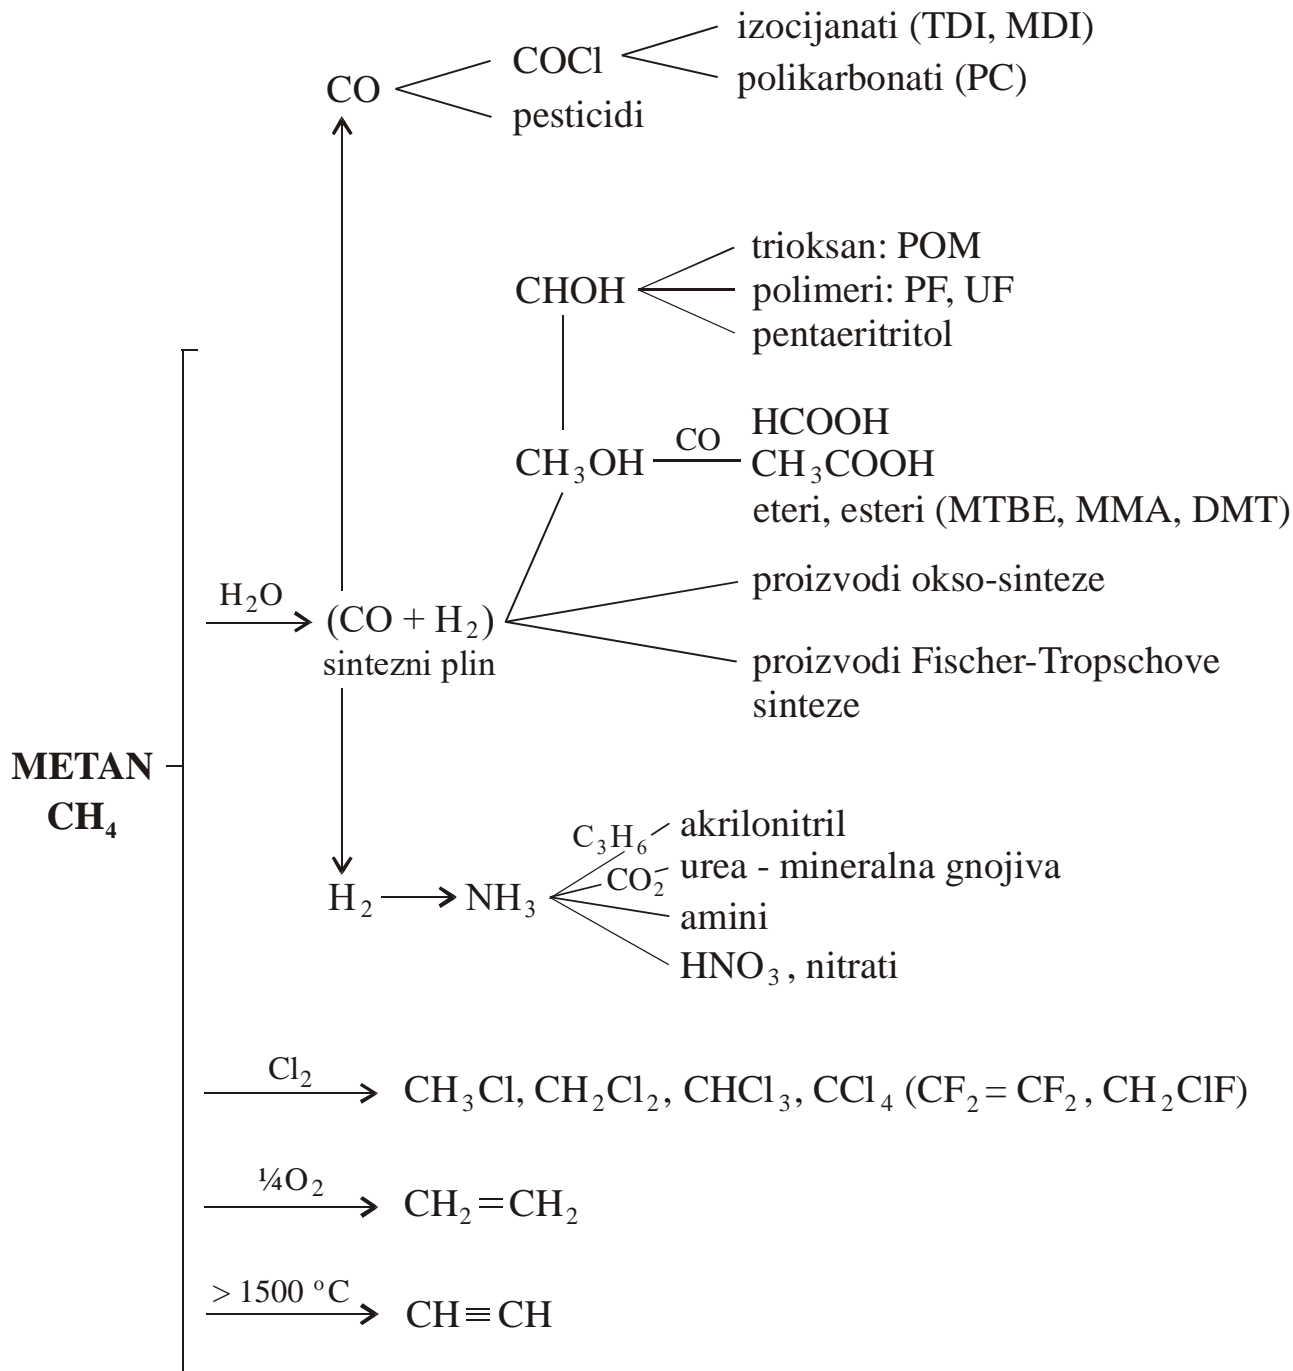 izocijanati (TDI, MDI)
COCl
polikarbonati (PC)
CO
pesticidi
trioksan: POM
CHOH
polimeri: PF, UF
pentaeritritol
HCOOH
CO
CH₃OH
CH₃COOH
eteri, esteri (MTBE, MMA, DMT)
proizvodi okso-sinteze
H₂O
(CO + H₂)
sintezni plin
proizvodi Fischer-Tropschove
sinteze
METAN
CH₄
C₃H₆
akrilonitril
CO₂
urea - mineralna gnojiva
H₂
NH₃
amini
HNO₃, nitrati
Cl₂
CH₃Cl, CH₂Cl₂, CHCl₃, CCl₄ (CF₂=CF₂, CH₂ClF)
¼O₂
CH₂=CH₂
> 1500 °C
CH≡CH